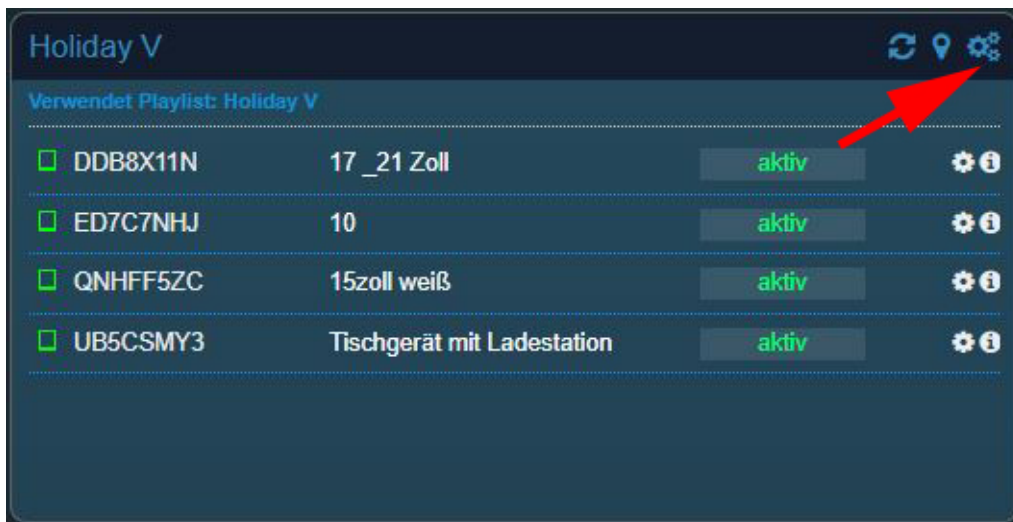 Holiday V
Verwendet Playlist: Holiday V
DDB8X11N 17 _21 Zoll aktiv
ED7C7NHJ 10 aktiv
QNHFF5ZC 15zoll weiß aktiv
UB5CSMY3 Tischgerät mit Ladestation aktiv